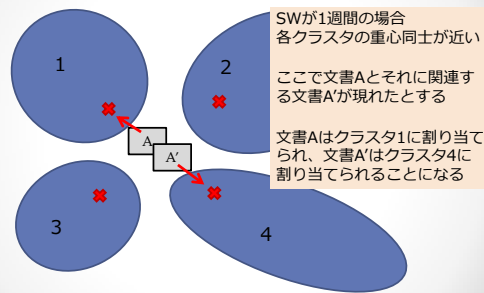 SWが1週間の場合
各クラスタの重心同士が近い
ここで文書Aとそれに関連す
る文書A'が現れたとする
文書Aはクラスタ1に割り当て
られ、文書A'はクラスタ4に
割り当てられることになる
1
2
A
A'
3
4